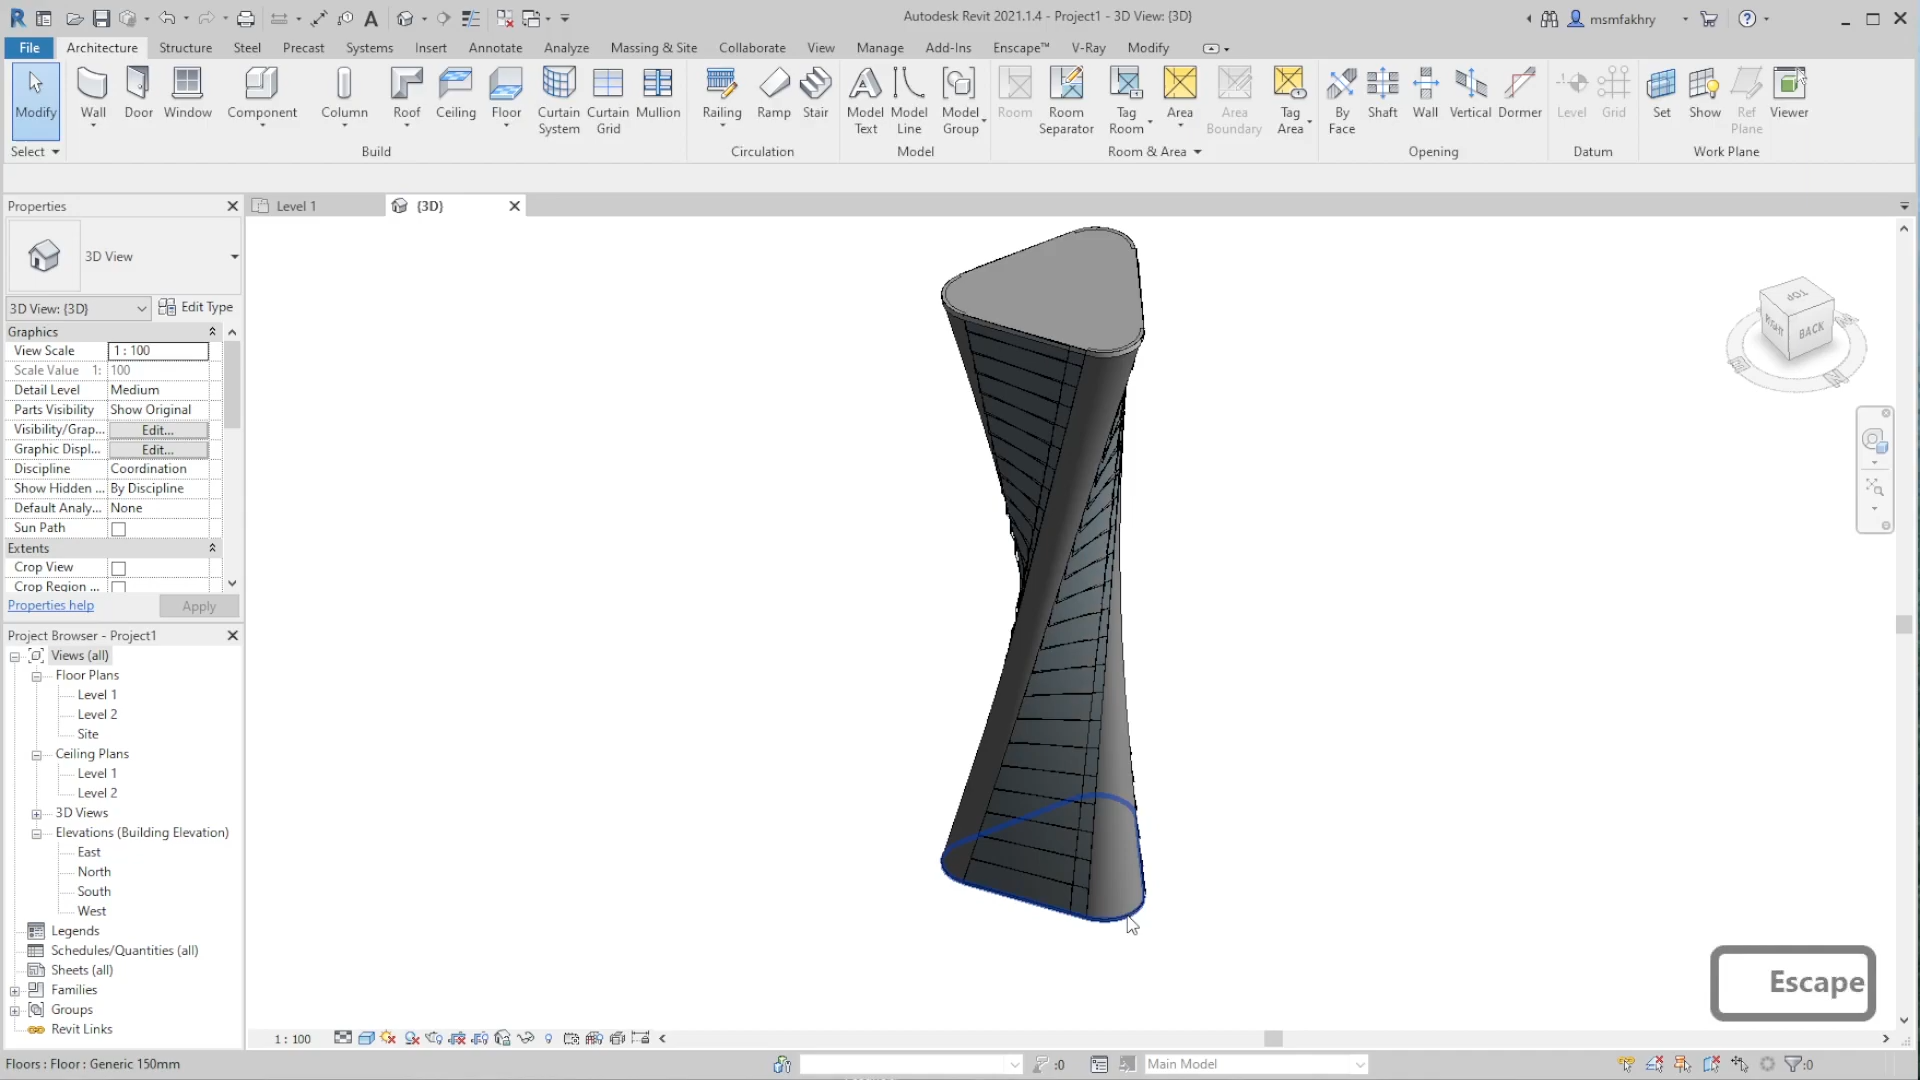 Autodesk Revit 2021.1.4 - Project1 - 3D View: {3D}
msmfakhry
File Architecture Structure Steel Precast Systems Insert Annotate Analyze Massing & Site Collaborate View Manage Add-Ins Enscape™ V-Ray Modify
Modify Wall Door Window Component Column Roof Ceiling Floor Curtain System Curtain Grid Mullion Railing Ramp Stair Model Text Model Line Model Group Room Room Separator Tag Room Area Area Boundary Tag Area By Face Shaft Wall Vertical Dormer Level Grid Set Show Ref Plane Viewer
Select Build Circulation Model Room & Area Opening Datum Work Plane
Properties
Level 1
{3D}
3D View
3D View: {3D} Edit Type
Graphics
View Scale 1 : 100
Scale Value 1: 100
Detail Level Medium
Parts Visibility Show Original
Visibility/Grap... Edit...
Graphic Displ... Edit...
Discipline Coordination
Show Hidden ... By Discipline
Default Analy... None
Sun Path
Extents
Crop View
Crop Region ...
Properties help Apply
Project Browser - Project1
Views (all)
Floor Plans
Level 1
Level 2
Site
Ceiling Plans
Level 1
Level 2
3D Views
Elevations (Building Elevation)
East
North
South
West
Legends
Schedules/Quantities (all)
Sheets (all)
Families
Groups
Revit Links
TOP
RIGHT
BACK
Escape
1 : 100
Floors : Floor : Generic 150mm
:0
Main Model
:0